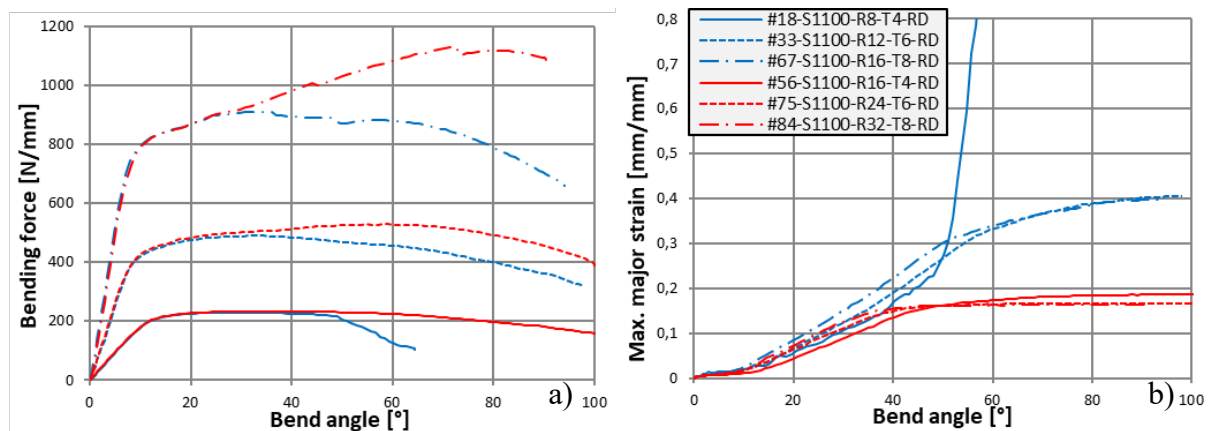 1200
1000
800
600
400
200
0
Bending force [N/mm]
0 20 40 60 80 100
Bend angle [°]
a)
0,8
0,7
0,6
0,5
0,4
0,3
0,2
0,1
0
Max. major strain [mm/mm]
#18-S1100-R8-T4-RD
#33-S1100-R12-T6-RD
#67-S1100-R16-T8-RD
#56-S1100-R16-T4-RD
#75-S1100-R24-T6-RD
#84-S1100-R32-T8-RD
0 20 40 60 80 100
Bend angle [°]
b)